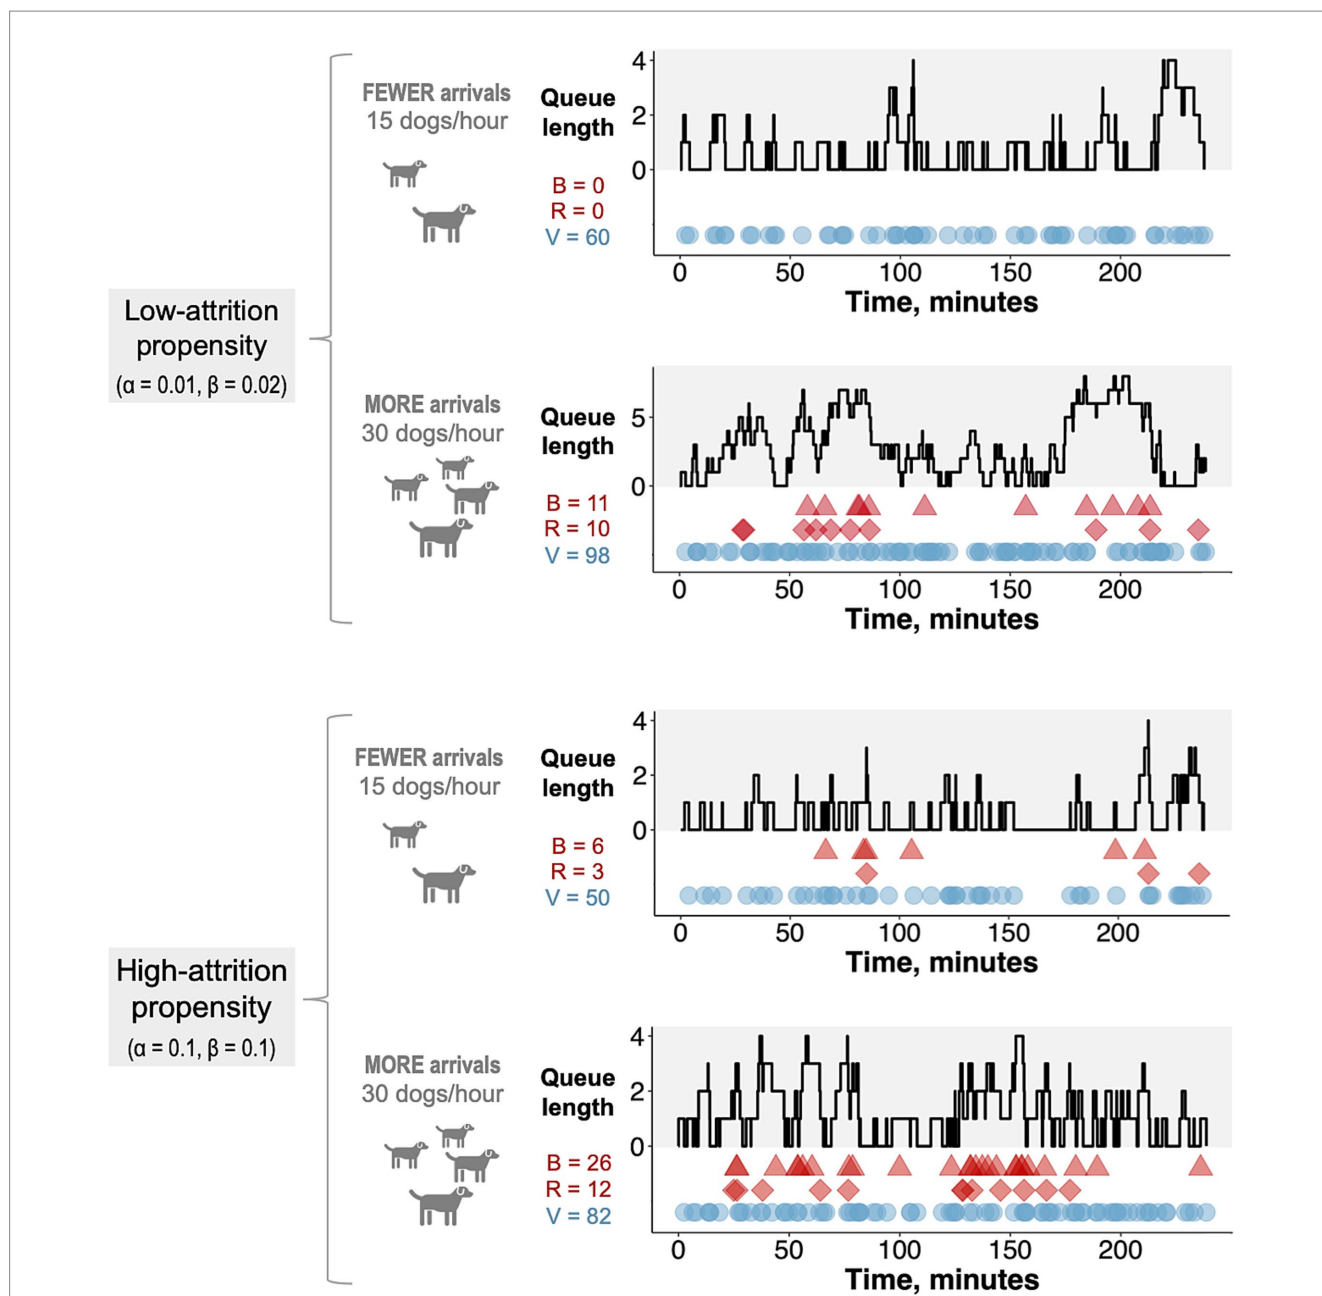 FEWER arrivals
15 dogs/hour
Queue
length
B = 0
R = 0
V = 60
4
2
0
0
50
100
150
200
Time, minutes
Low-attrition
propensity
(α = 0.01, β = 0.02)
MORE arrivals
30 dogs/hour
Queue
length
B = 11
R = 10
V = 98
5
0
0
50
100
150
200
Time, minutes
FEWER arrivals
15 dogs/hour
Queue
length
B = 6
R = 3
V = 50
4
2
0
0
50
100
150
200
Time, minutes
High-attrition
propensity
(α = 0.1, β = 0.1)
MORE arrivals
30 dogs/hour
Queue
length
B = 26
R = 12
V = 82
4
2
0
0
50
100
150
200
Time, minutes